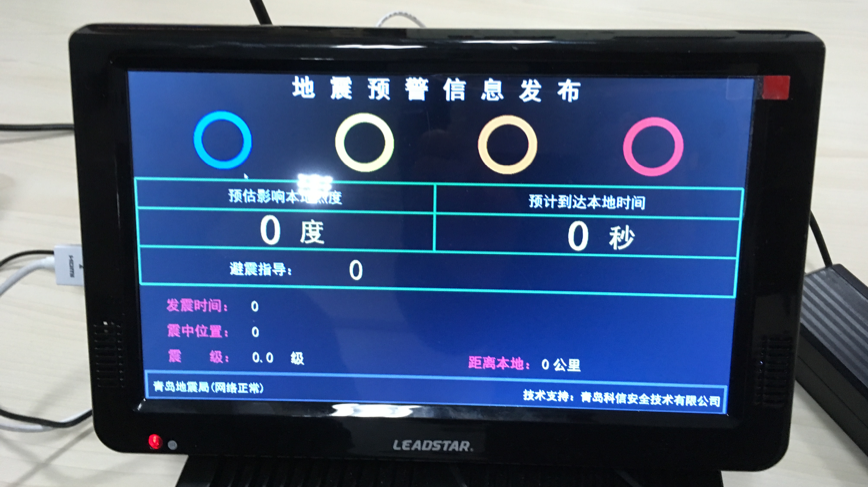 地震预警信息发布
预估影响本地烈度
预计到达本地时间
0 度
0 秒
避震指导： 0
发震时间： 0
震中位置： 0
震 级： 0.0 级
距离本地： 0 公里
青岛地震局(网络正常)
技术支持：青岛科信安全技术有限公司
LEADSTAR
HDMI